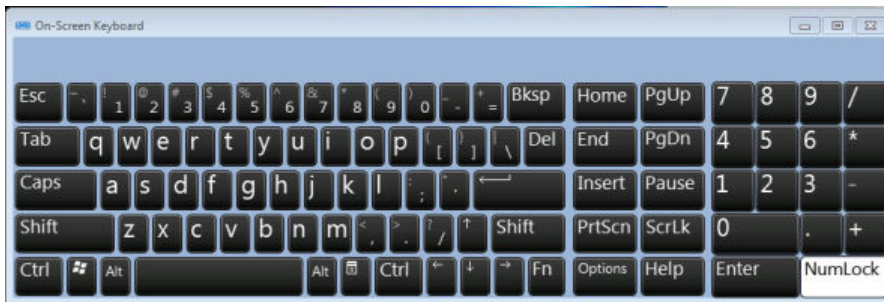 On-Screen Keyboard
Esc ~ ` ! 1 @ 2 # 3 $ 4 % 5 ^ 6 & 7 * 8 ( 9 ) 0 _ - + = Bksp Home PgUp 7 8 9 /
Tab q w e r t y u i o p { [ } ] | \ Del End PgDn 4 5 6 *
Caps a s d f g h j k l : ; " ' Insert Pause 1 2 3 -
Shift z x c v b n m < , > . ? / ↑ Shift PrtScn ScrLk 0 . +
Ctrl Alt Alt Ctrl ← ↓ → Fn Options Help Enter NumLock